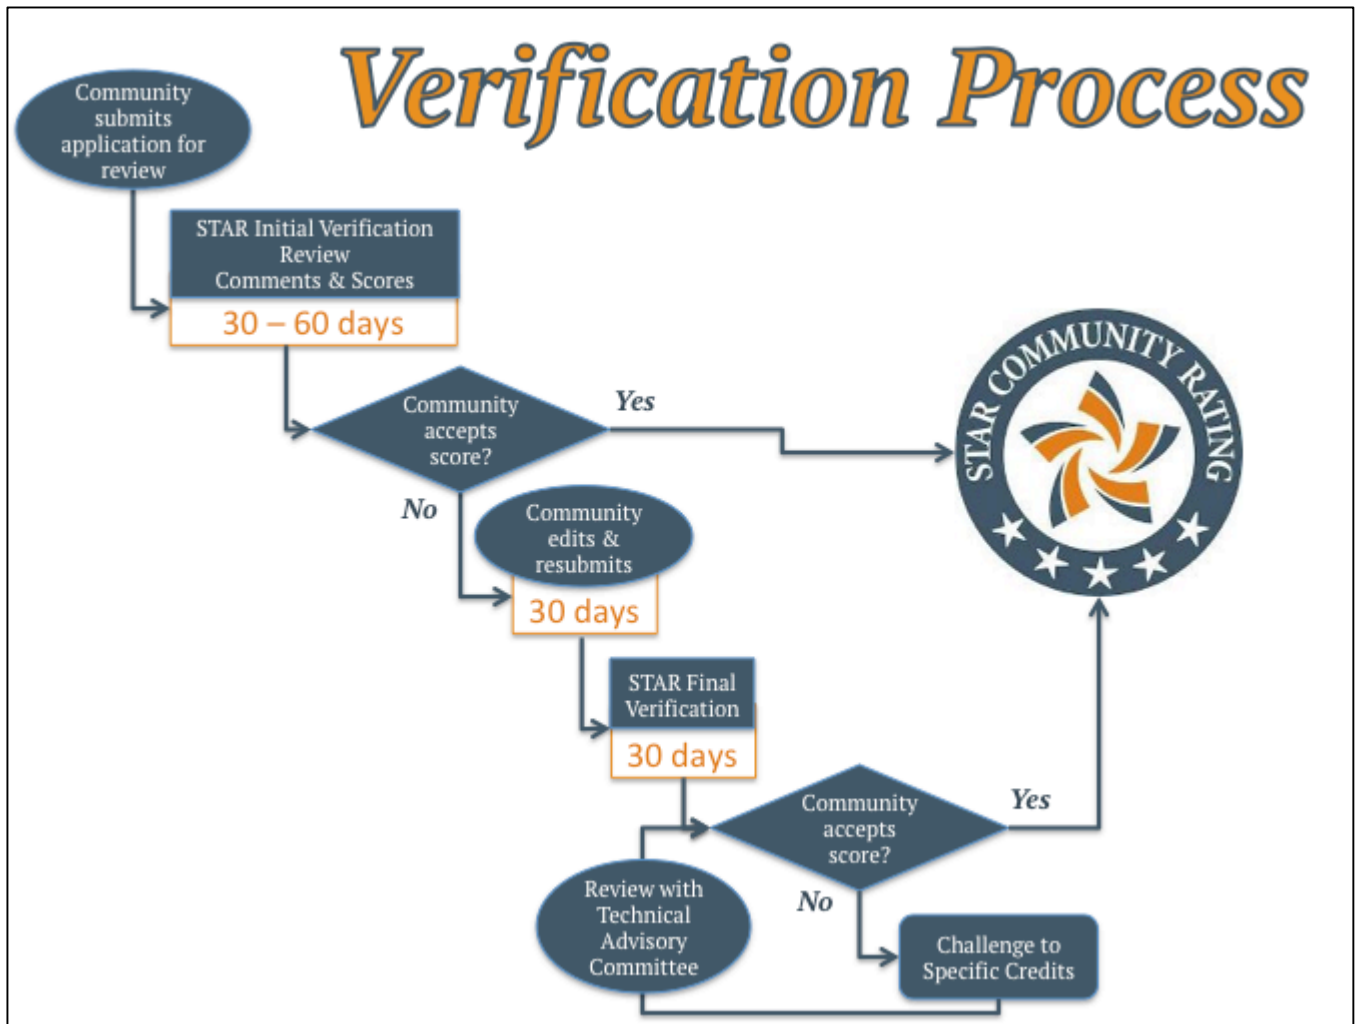 Verification Process
Community
submits
application for
review
STAR Initial Verification
Review
Comments & Scores
30 – 60 days
Community
accepts
score?
Yes
No
STAR COMMUNITY RATING
Community
edits &
resubmits
30 days
STAR Final
Verification
30 days
Community
accepts
score?
Yes
No
Review with
Technical
Advisory
Committee
Challenge to
Specific Credits